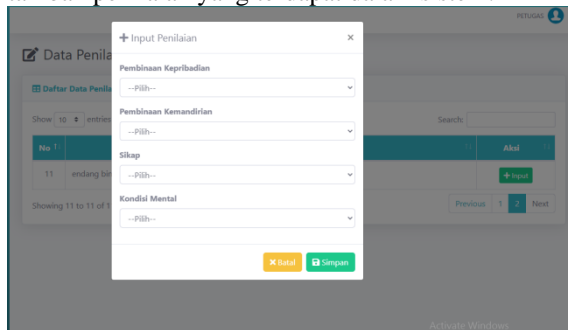 PETUGAS
Data Penila
+ Input Penilaian ×
Daftar Data Penila
Pembinaan Kepribadian
--Pilih--
Pembinaan Kemandirian
--Pilih--
Show 10 entries
Search:
Sikap
--Pilih--
No
Aksi
11 endang bin
+ Input
Kondisi Mental
--Pilih--
Showing 11 to 11 of 1
Previous 1 2 Next
× Batal Simpan
Activate Windows